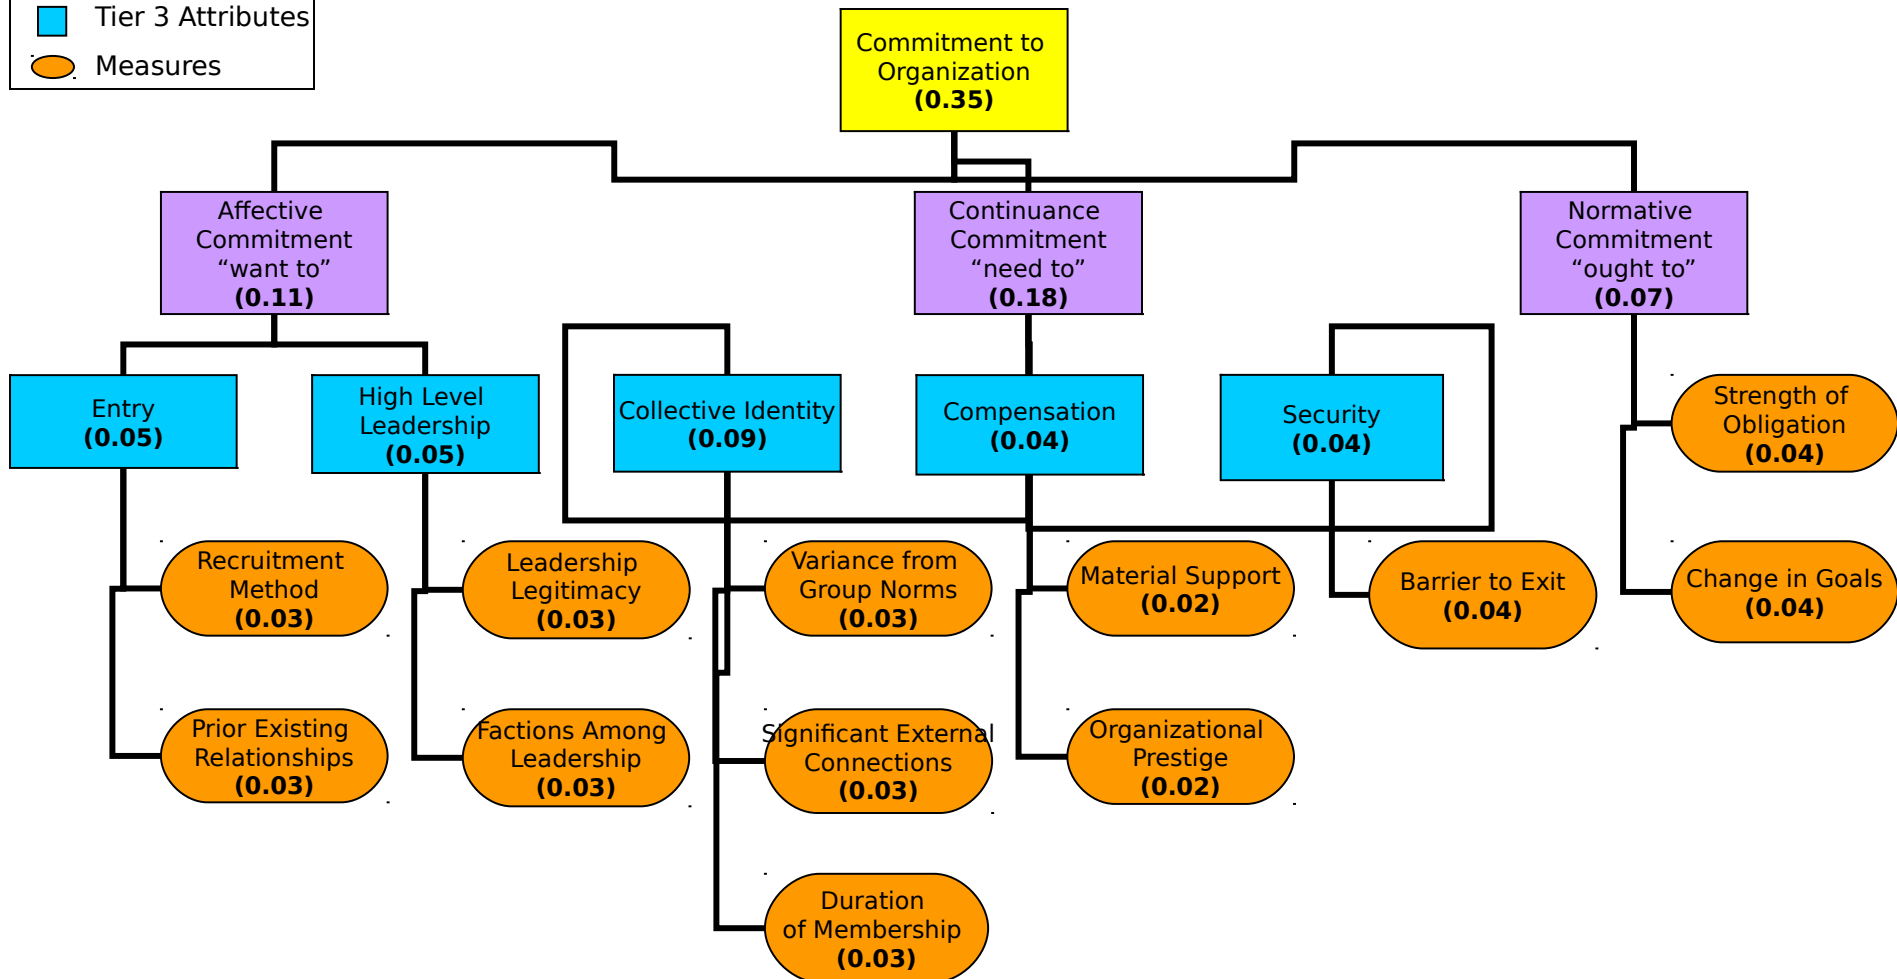 Tier 3 Attributes
Measures
Commitment to
Organization
(0.35)
Affective
Commitment
“want to”
(0.11)
Continuance
Commitment
“need to”
(0.18)
Normative
Commitment
“ought to”
(0.07)
Entry
(0.05)
High Level
Leadership
(0.05)
Collective Identity
(0.09)
Compensation
(0.04)
Security
(0.04)
Strength of
Obligation
(0.04)
Recruitment
Method
(0.03)
Leadership
Legitimacy
(0.03)
Variance from
Group Norms
(0.03)
Material Support
(0.02)
Barrier to Exit
(0.04)
Change in Goals
(0.04)
Prior Existing
Relationships
(0.03)
Factions Among
Leadership
(0.03)
Significant External
Connections
(0.03)
Organizational
Prestige
(0.02)
Duration
of Membership
(0.03)